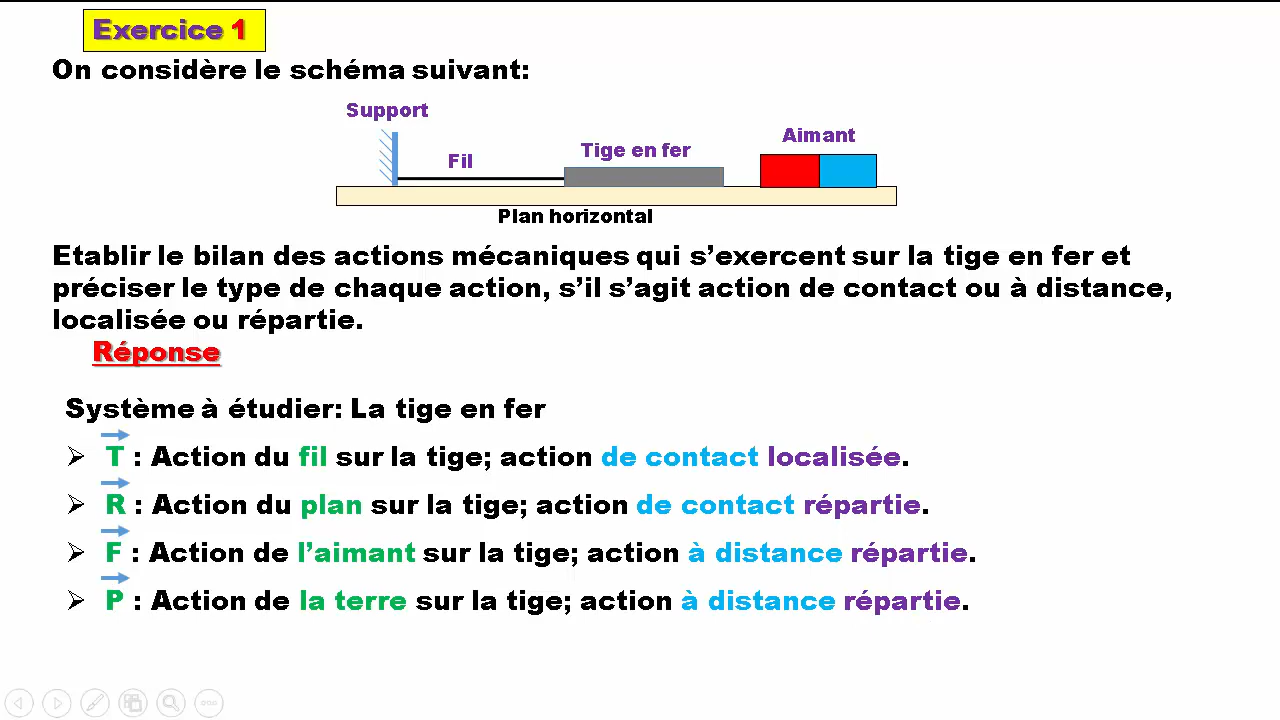 Exercice 1
On considère le schéma suivant:
Support
Aimant
Tige en fer
Fil
Plan horizontal
Etablir le bilan des actions mécaniques qui s’exercent sur la tige en fer et
préciser le type de chaque action, s’il s’agit action de contact ou à distance,
localisée ou répartie.
Réponse
Système à étudier: La tige en fer
➢ T : Action du fil sur la tige; action de contact localisée.
➢ R : Action du plan sur la tige; action de contact répartie.
➢ F : Action de l’aimant sur la tige; action à distance répartie.
➢ P : Action de la terre sur la tige; action à distance répartie.